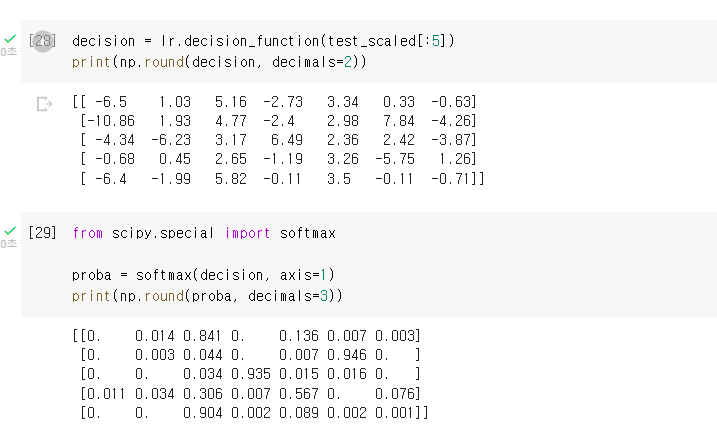 [28] decision = lr.decision_function(test_scaled[:5])
0초
print(np.round(decision, decimals=2))
[[ -6.5    1.03   5.16  -2.73   3.34   0.33  -0.63]
 [-10.86   1.93   4.77  -2.4    2.98   7.84  -4.26]
 [ -4.34  -6.23   3.17   6.49   2.36   2.42  -3.87]
 [ -0.68   0.45   2.65  -1.19   3.26  -5.75   1.26]
 [ -6.4   -1.99   5.82  -0.11   3.5   -0.11  -0.71]]
[29] from scipy.special import softmax
0초
proba = softmax(decision, axis=1)
print(np.round(proba, decimals=3))
[[0.    0.014 0.841 0.    0.136 0.007 0.003]
 [0.    0.003 0.044 0.    0.007 0.946 0.   ]
 [0.    0.    0.034 0.935 0.015 0.016 0.   ]
 [0.011 0.034 0.306 0.007 0.567 0.    0.076]
 [0.    0.    0.904 0.002 0.089 0.002 0.001]]